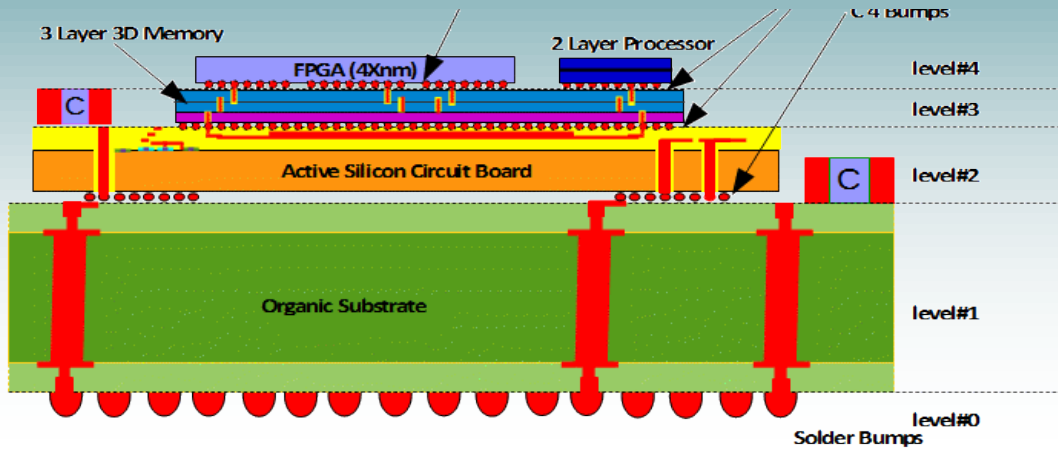 C 4 Bumps
3 Layer 3D Memory
2 Layer Processor
FPGA (4Xnm)
level#4
C
level#3
Active Silicon Circuit Board
level#2
C
Organic Substrate
level#1
level#0
Solder Bumps